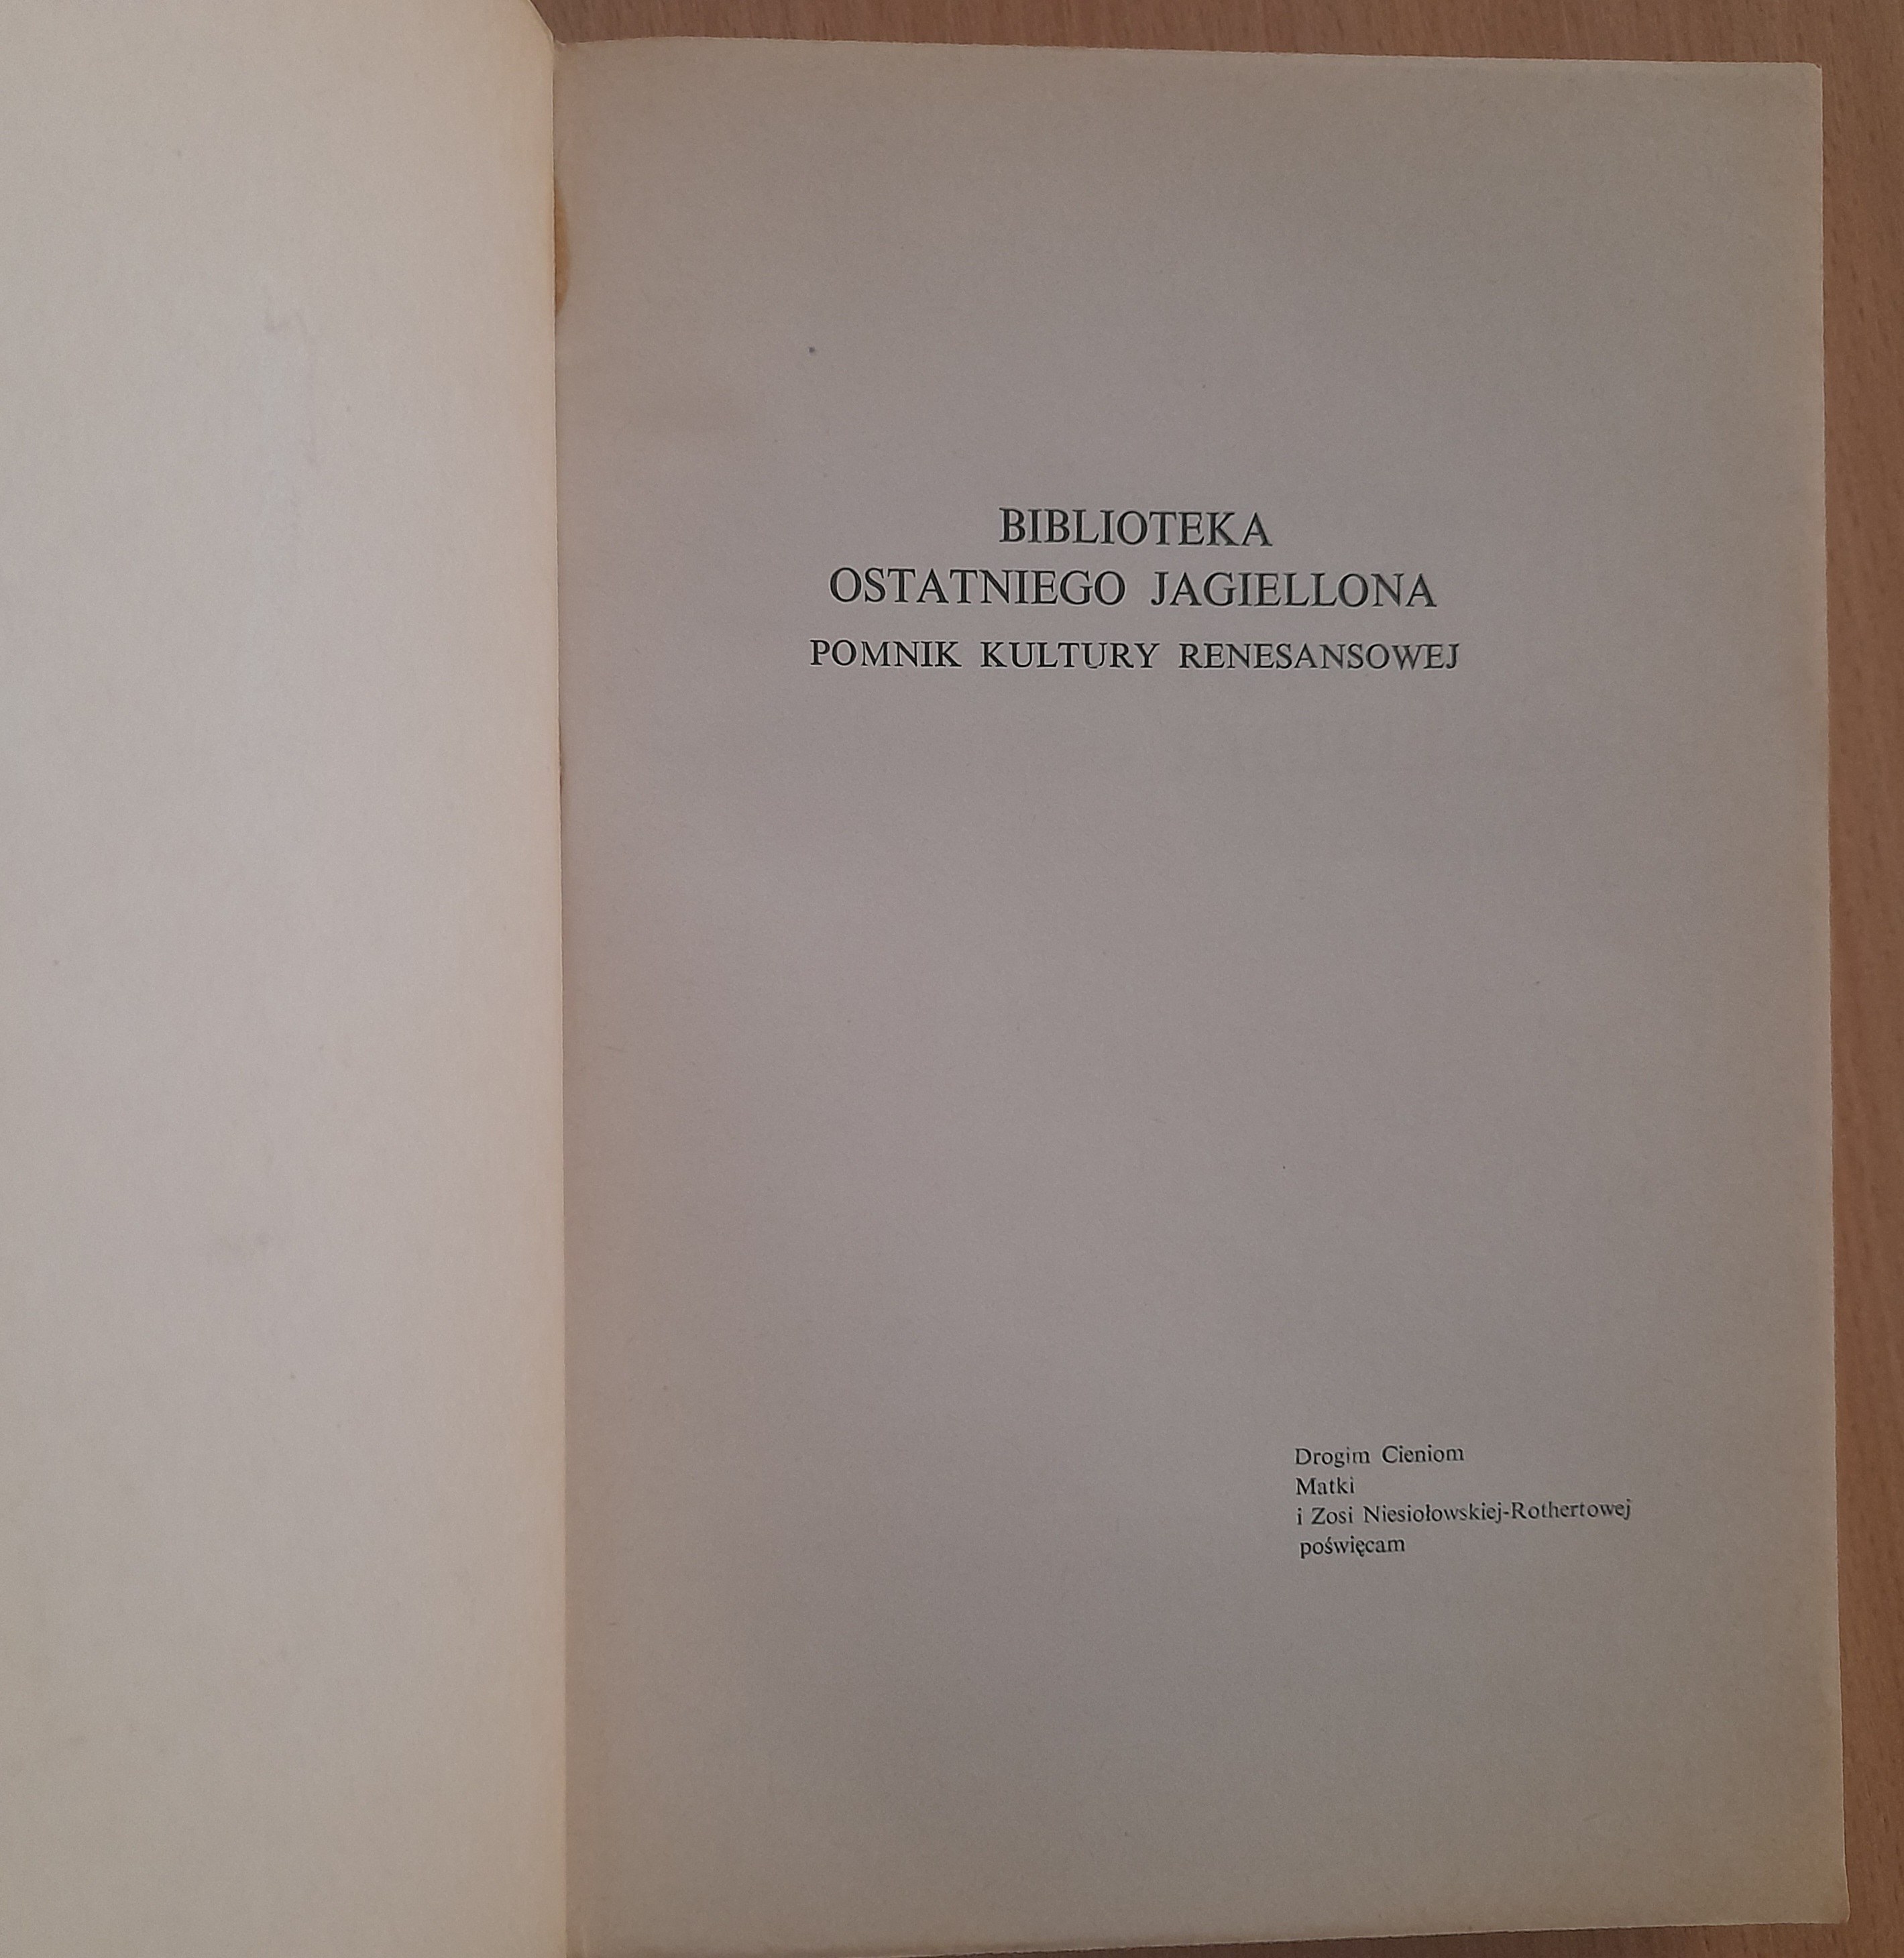 BIBLIOTEKA
OSTATNIEGO JAGIELLONA
POMNIK KULTURY RENESANSOWEJ
Drogim Cieniom
Matki
i Zosi Niesiołowskiej-Rothertowej
poświęcam